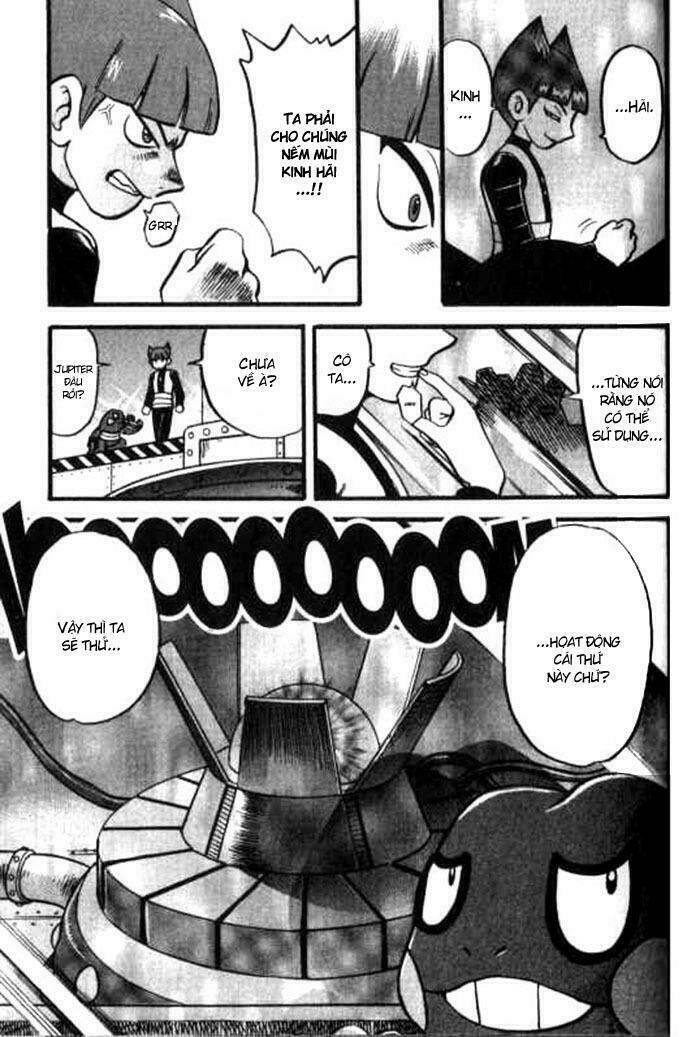 ...HÃI.
KINH
...
TA PHẢI
CHO CHÚNG
NẾM MÙI
KINH HÃI
...!!
GRR
...TỪNG NÓI
RẰNG NÓ
CÓ THỂ
SỬ DỤNG...
CÔ
TA...
CHƯA
VỀ À?
JUPITER
ĐÂU
RỒI?
...HOẠT ĐỘNG
CÁI THỨ
NÀY CHỨ?
VẬY THÌ TA
SẼ THỬ...